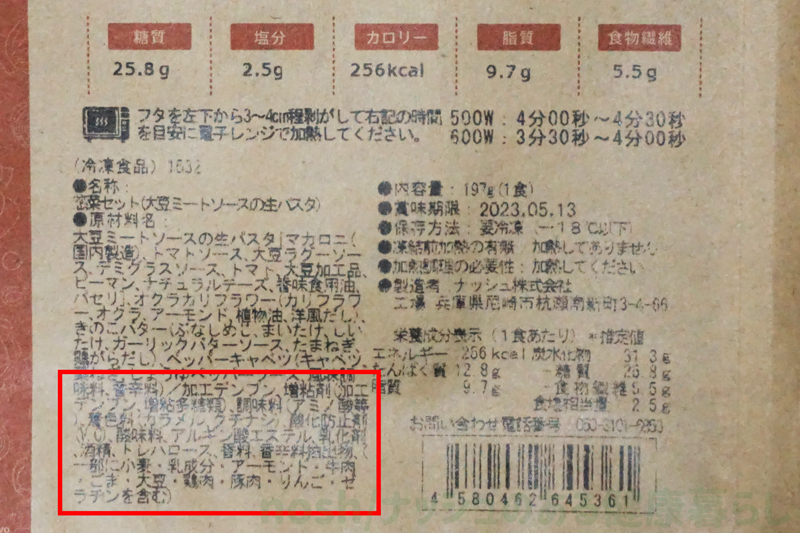 糖質 塩分 カロリー 脂質 食物繊維
25.8g 2.5g 256kcal 9.7g 5.5g
フタを左下から3〜4cm程剥がして右記の時間
を目安に電子レンジで加熱してください。
500W：4分00秒〜4分30秒
600W：3分30秒〜4分00秒
(冷凍食品) 1632
●名称：
惣菜セット(大豆ミートソースの生パスタ)
●原材料名：
大豆ミートソースの生パスタ[マカロニ(
国内製造)、トマトソース、大豆ラグーソー
ス、デミグラスソース、トマト、大豆加工品、
ピーマン、ナチュラルチーズ、香味食用油、
パセリ]、オクラカリフラワー(カリフラワ
ー、オクラ、アーモンド、植物油、洋風だし)、
きのこバター(ぶなしめじ、まいたけ、しい
たけ、ガーリックバターソース、たまねぎ、
鶏がらだし)、ペッパーキャベツ(キャベツ
味料、香辛料)／加工デンプン、増粘剤(加工
デンプン、増粘多糖類)、調味料(アミノ酸等
)、着色料(カラメル、クチナシ)、酸化防止剤
(V.C)、酸味料、アルギン酸エステル、乳化剤
、酒精、トレハロース、香料、香辛料抽出物、(
一部に小麦・乳成分・アーモンド・牛肉
・ごま・大豆・鶏肉・豚肉・りんご・ゼ
ラチンを含む)
●内容量：197g(1食)
●賞味期限：2023.05.13
●保存方法：要冷凍 (-18℃以下)
●凍結前加熱の有無：加熱してありません
●加熱調理の必要性：加熱してください
●製造者 ナッシュ株式会社
工場 兵庫県尼崎市杭瀬南新町3-4-66
栄養成分表示 (1食あたり) *推定値
エネルギー 256kcal 炭水化物 31.3g
たんぱく質 12.8g 糖質 25.8g
脂質 9.7g 食物繊維 5.5g
食塩相当量 2.5g
お問い合わせ電話番号
4 580462 645361